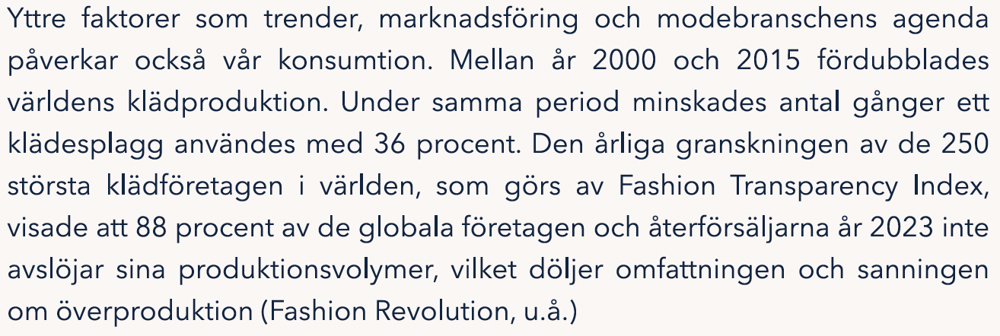 Yttre faktorer som trender, marknadsföring och modebranschens agenda
påverkar också vår konsumtion. Mellan år 2000 och 2015 fördubblades
världens klädproduktion. Under samma period minskades antal gånger ett
klädesplagg användes med 36 procent. Den årliga granskningen av de 250
största klädföretagen i världen, som görs av Fashion Transparency Index,
visade att 88 procent av de globala företagen och återförsäljarna år 2023 inte
avslöjar sina produktionsvolymer, vilket döljer omfattningen och sanningen
om överproduktion (Fashion Revolution, u.å.)